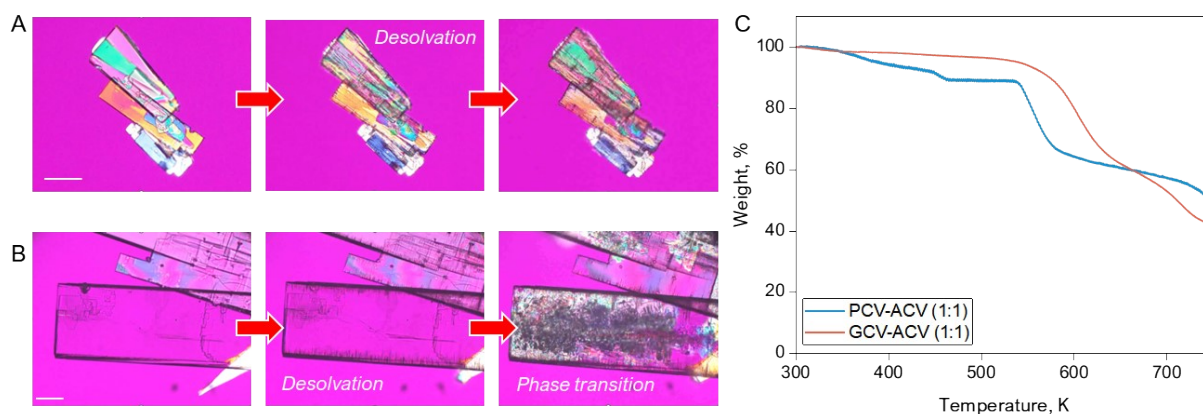 A
Desolvation
B
Desolvation
Phase transition
C
Weight, %
100
80
60
40
20
0
PCV-ACV (1:1)
GCV-ACV (1:1)
300
400
500
600
700
Temperature, K